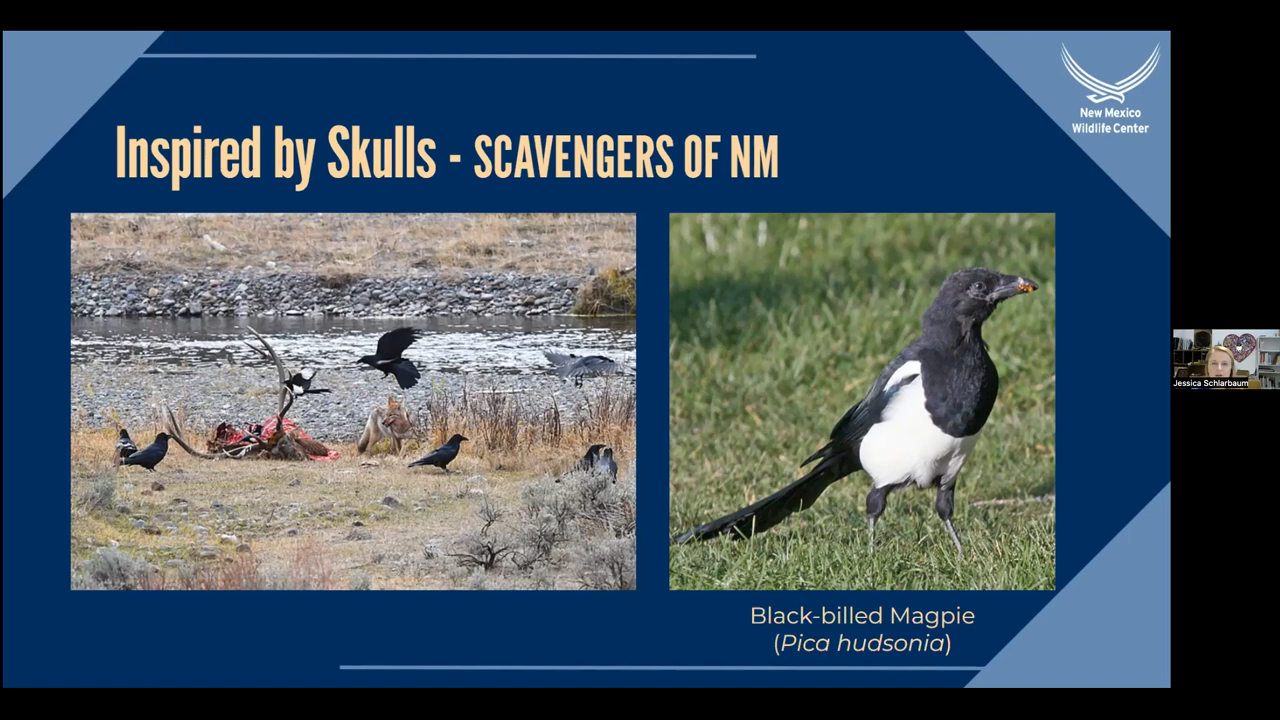 New Mexico
Wildlife Center
Inspired by Skulls - SCAVENGERS OF NM
Jessica Schlarbaum
Black-billed Magpie
(Pica hudsonia)